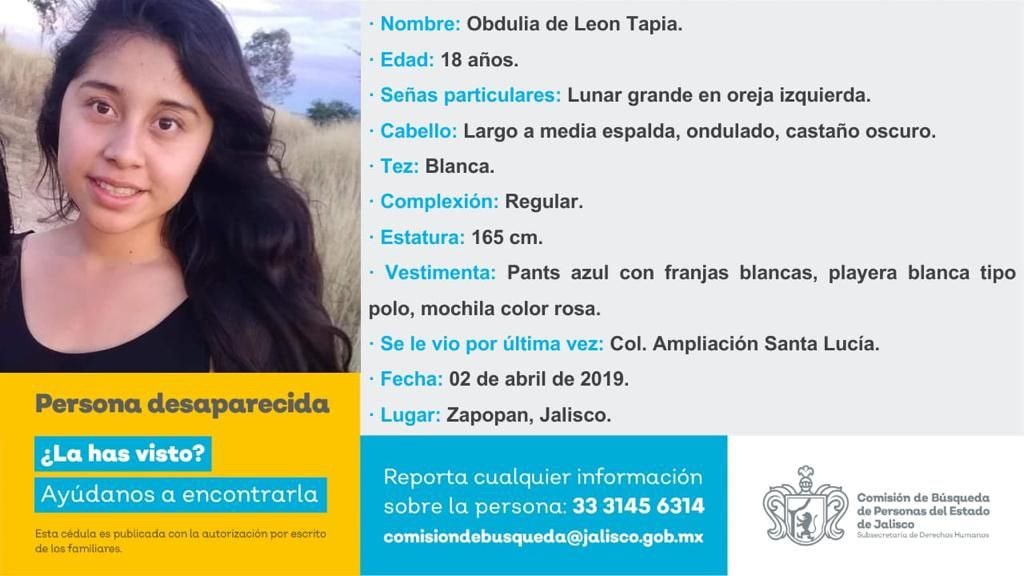 · Nombre: Obdulia de Leon Tapia.
· Edad: 18 años.
· Señas particulares: Lunar grande en oreja izquierda.
· Cabello: Largo a media espalda, ondulado, castaño oscuro.
· Tez: Blanca.
· Complexión: Regular.
· Estatura: 165 cm.
· Vestimenta: Pants azul con franjas blancas, playera blanca tipo
polo, mochila color rosa.
· Se le vio por última vez: Col. Ampliación Santa Lucía.
· Fecha: 02 de abril de 2019.
· Lugar: Zapopan, Jalisco.
Persona desaparecida
¿La has visto?
Ayúdanos a encontrarla
Esta cédula es publicada con la autorización por escrito
de los familiares.
Reporta cualquier información
sobre la persona: 33 3145 6314
comisiondebusqueda@jalisco.gob.mx
Comisión de Búsqueda
de Personas del Estado
de Jalisco
Subsecretaría de Derechos Humanos